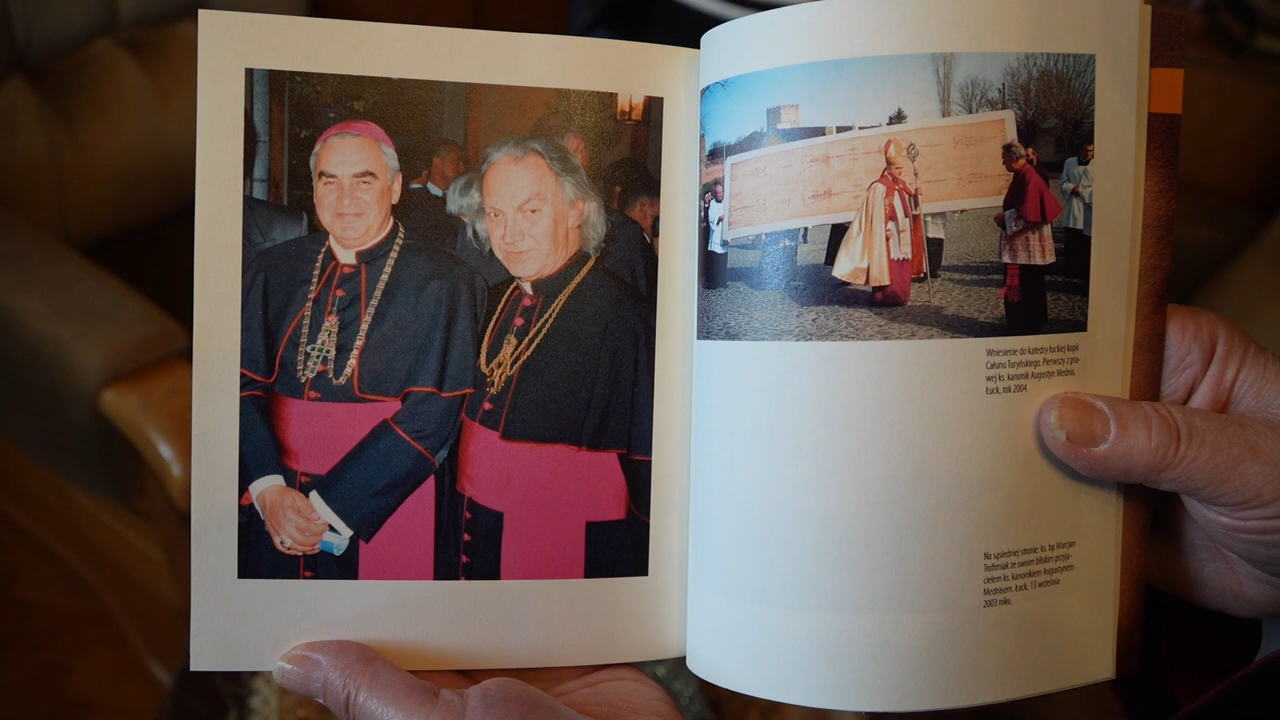 Wniesienie do katedry łuckiej kopii
Całunu Turyńskiego. Pierwszy z pra-
wej ks. kanonik Augustyn Mednis.
Łuck, rok 2004.
Na sąsiedniej stronie: ks. bp Marcjan
Trofimiak ze swoim bliskim przyja-
cielem ks. kanonikiem Augustynem
Mednisem. Łuck, 13 września
2003 roku.